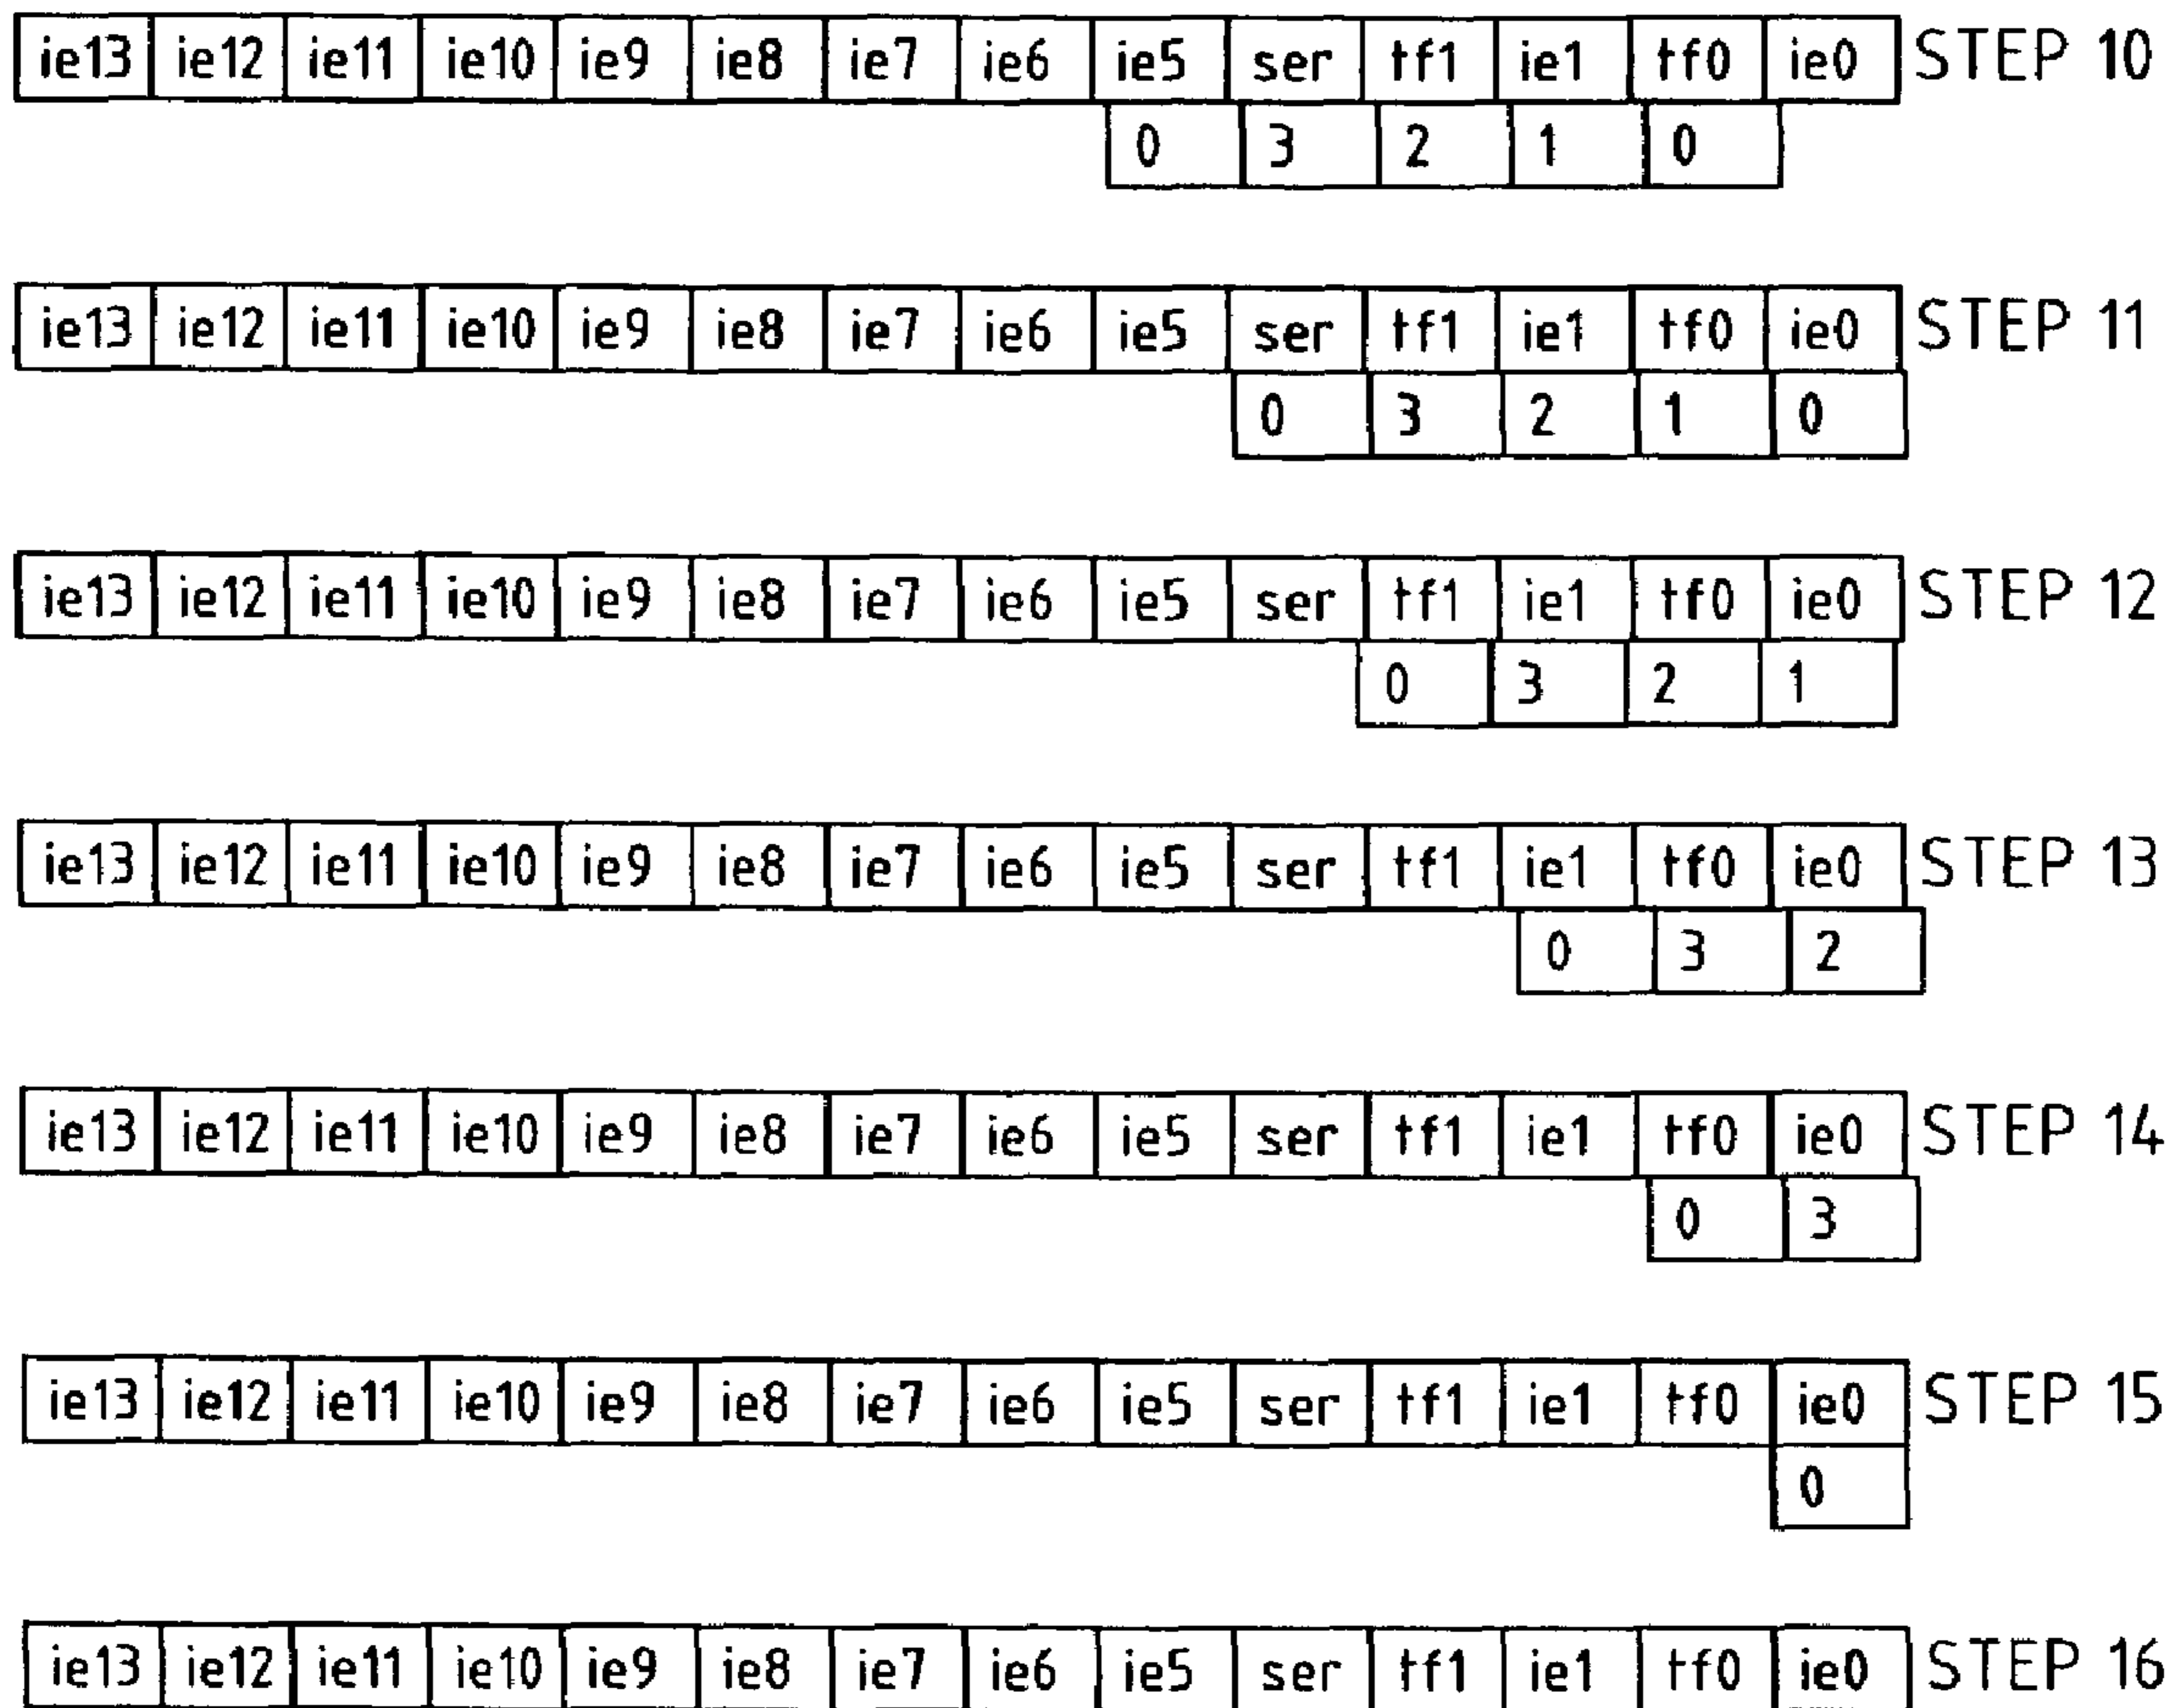 ie13 ie12 ie11 ie10 ie9 ie8 ie7 ie6 ie5 ser tf1 ie1 tf0 ie0 STEP 10
0 3 2 1 0
ie13 ie12 ie11 ie10 ie9 ie8 ie7 ie6 ie5 ser tf1 ie1 tf0 ie0 STEP 11
0 3 2 1 0
ie13 ie12 ie11 ie10 ie9 ie8 ie7 ie6 ie5 ser tf1 ie1 tf0 ie0 STEP 12
0 3 2 1
ie13 ie12 ie11 ie10 ie9 ie8 ie7 ie6 ie5 ser tf1 ie1 tf0 ie0 STEP 13
0 3 2
ie13 ie12 ie11 ie10 ie9 ie8 ie7 ie6 ie5 ser tf1 ie1 tf0 ie0 STEP 14
0 3
ie13 ie12 ie11 ie10 ie9 ie8 ie7 ie6 ie5 ser tf1 ie1 tf0 ie0 STEP 15
0
ie13 ie12 ie11 ie10 ie9 ie8 ie7 ie6 ie5 ser tf1 ie1 tf0 ie0 STEP 16